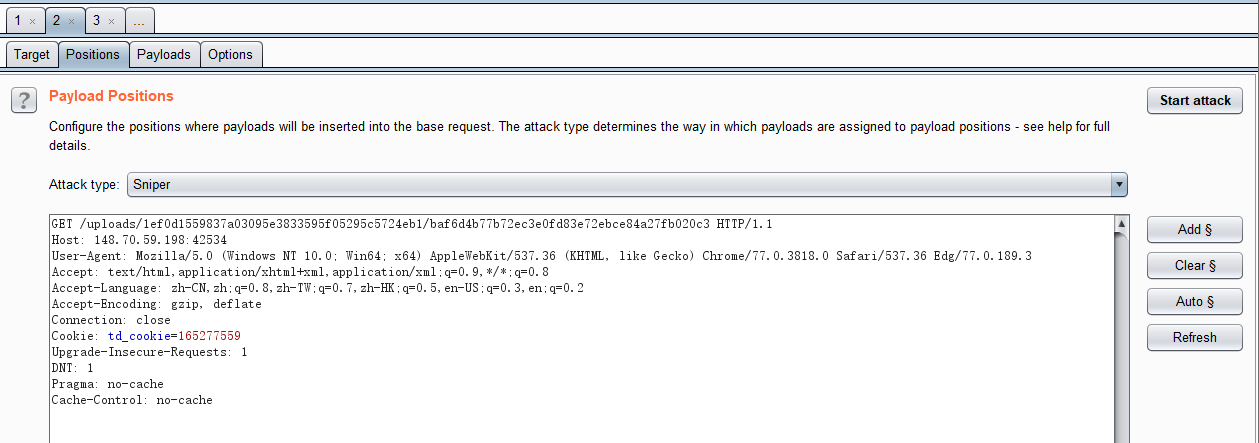 1 × 2 × 3 × ...
Target Positions Payloads Options
? Payload Positions
Start attack
Configure the positions where payloads will be inserted into the base request. The attack type determines the way in which payloads are assigned to payload positions - see help for full
details.
Attack type: Sniper
GET /uploads/1ef0d1559837a03095e3833595f05295c5724eb1/baf6d4b77b72ec3e0fd83e72ebce84a27fb020c3 HTTP/1.1
Host: 148.70.59.198:42534
User-Agent: Mozilla/5.0 (Windows NT 10.0; Win64; x64) AppleWebKit/537.36 (KHTML, like Gecko) Chrome/77.0.3818.0 Safari/537.36 Edg/77.0.189.3
Accept: text/html,application/xhtml+xml,application/xml;q=0.9,*/*;q=0.8
Accept-Language: zh-CN,zh;q=0.8,zh-TW;q=0.7,zh-HK;q=0.5,en-US;q=0.3,en;q=0.2
Accept-Encoding: gzip, deflate
Connection: close
Cookie: td_cookie=165277559
Upgrade-Insecure-Requests: 1
DNT: 1
Pragma: no-cache
Cache-Control: no-cache
Add §
Clear §
Auto §
Refresh